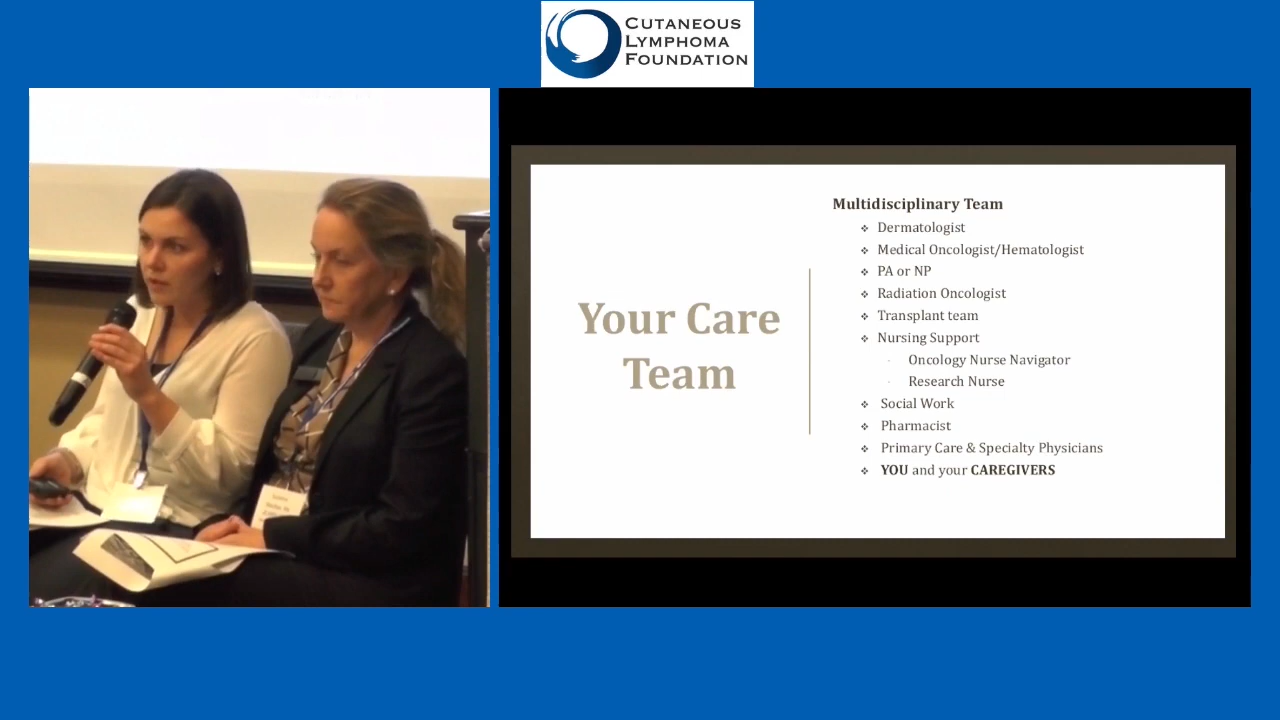 CUTANEOUS
LYMPHOMA
FOUNDATION
Your Care
Team
Multidisciplinary Team
Dermatologist
Medical Oncologist/Hematologist
PA or NP
Radiation Oncologist
Transplant team
Nursing Support
Oncology Nurse Navigator
Research Nurse
Social Work
Pharmacist
Primary Care & Specialty Physicians
YOU and your CAREGIVERS